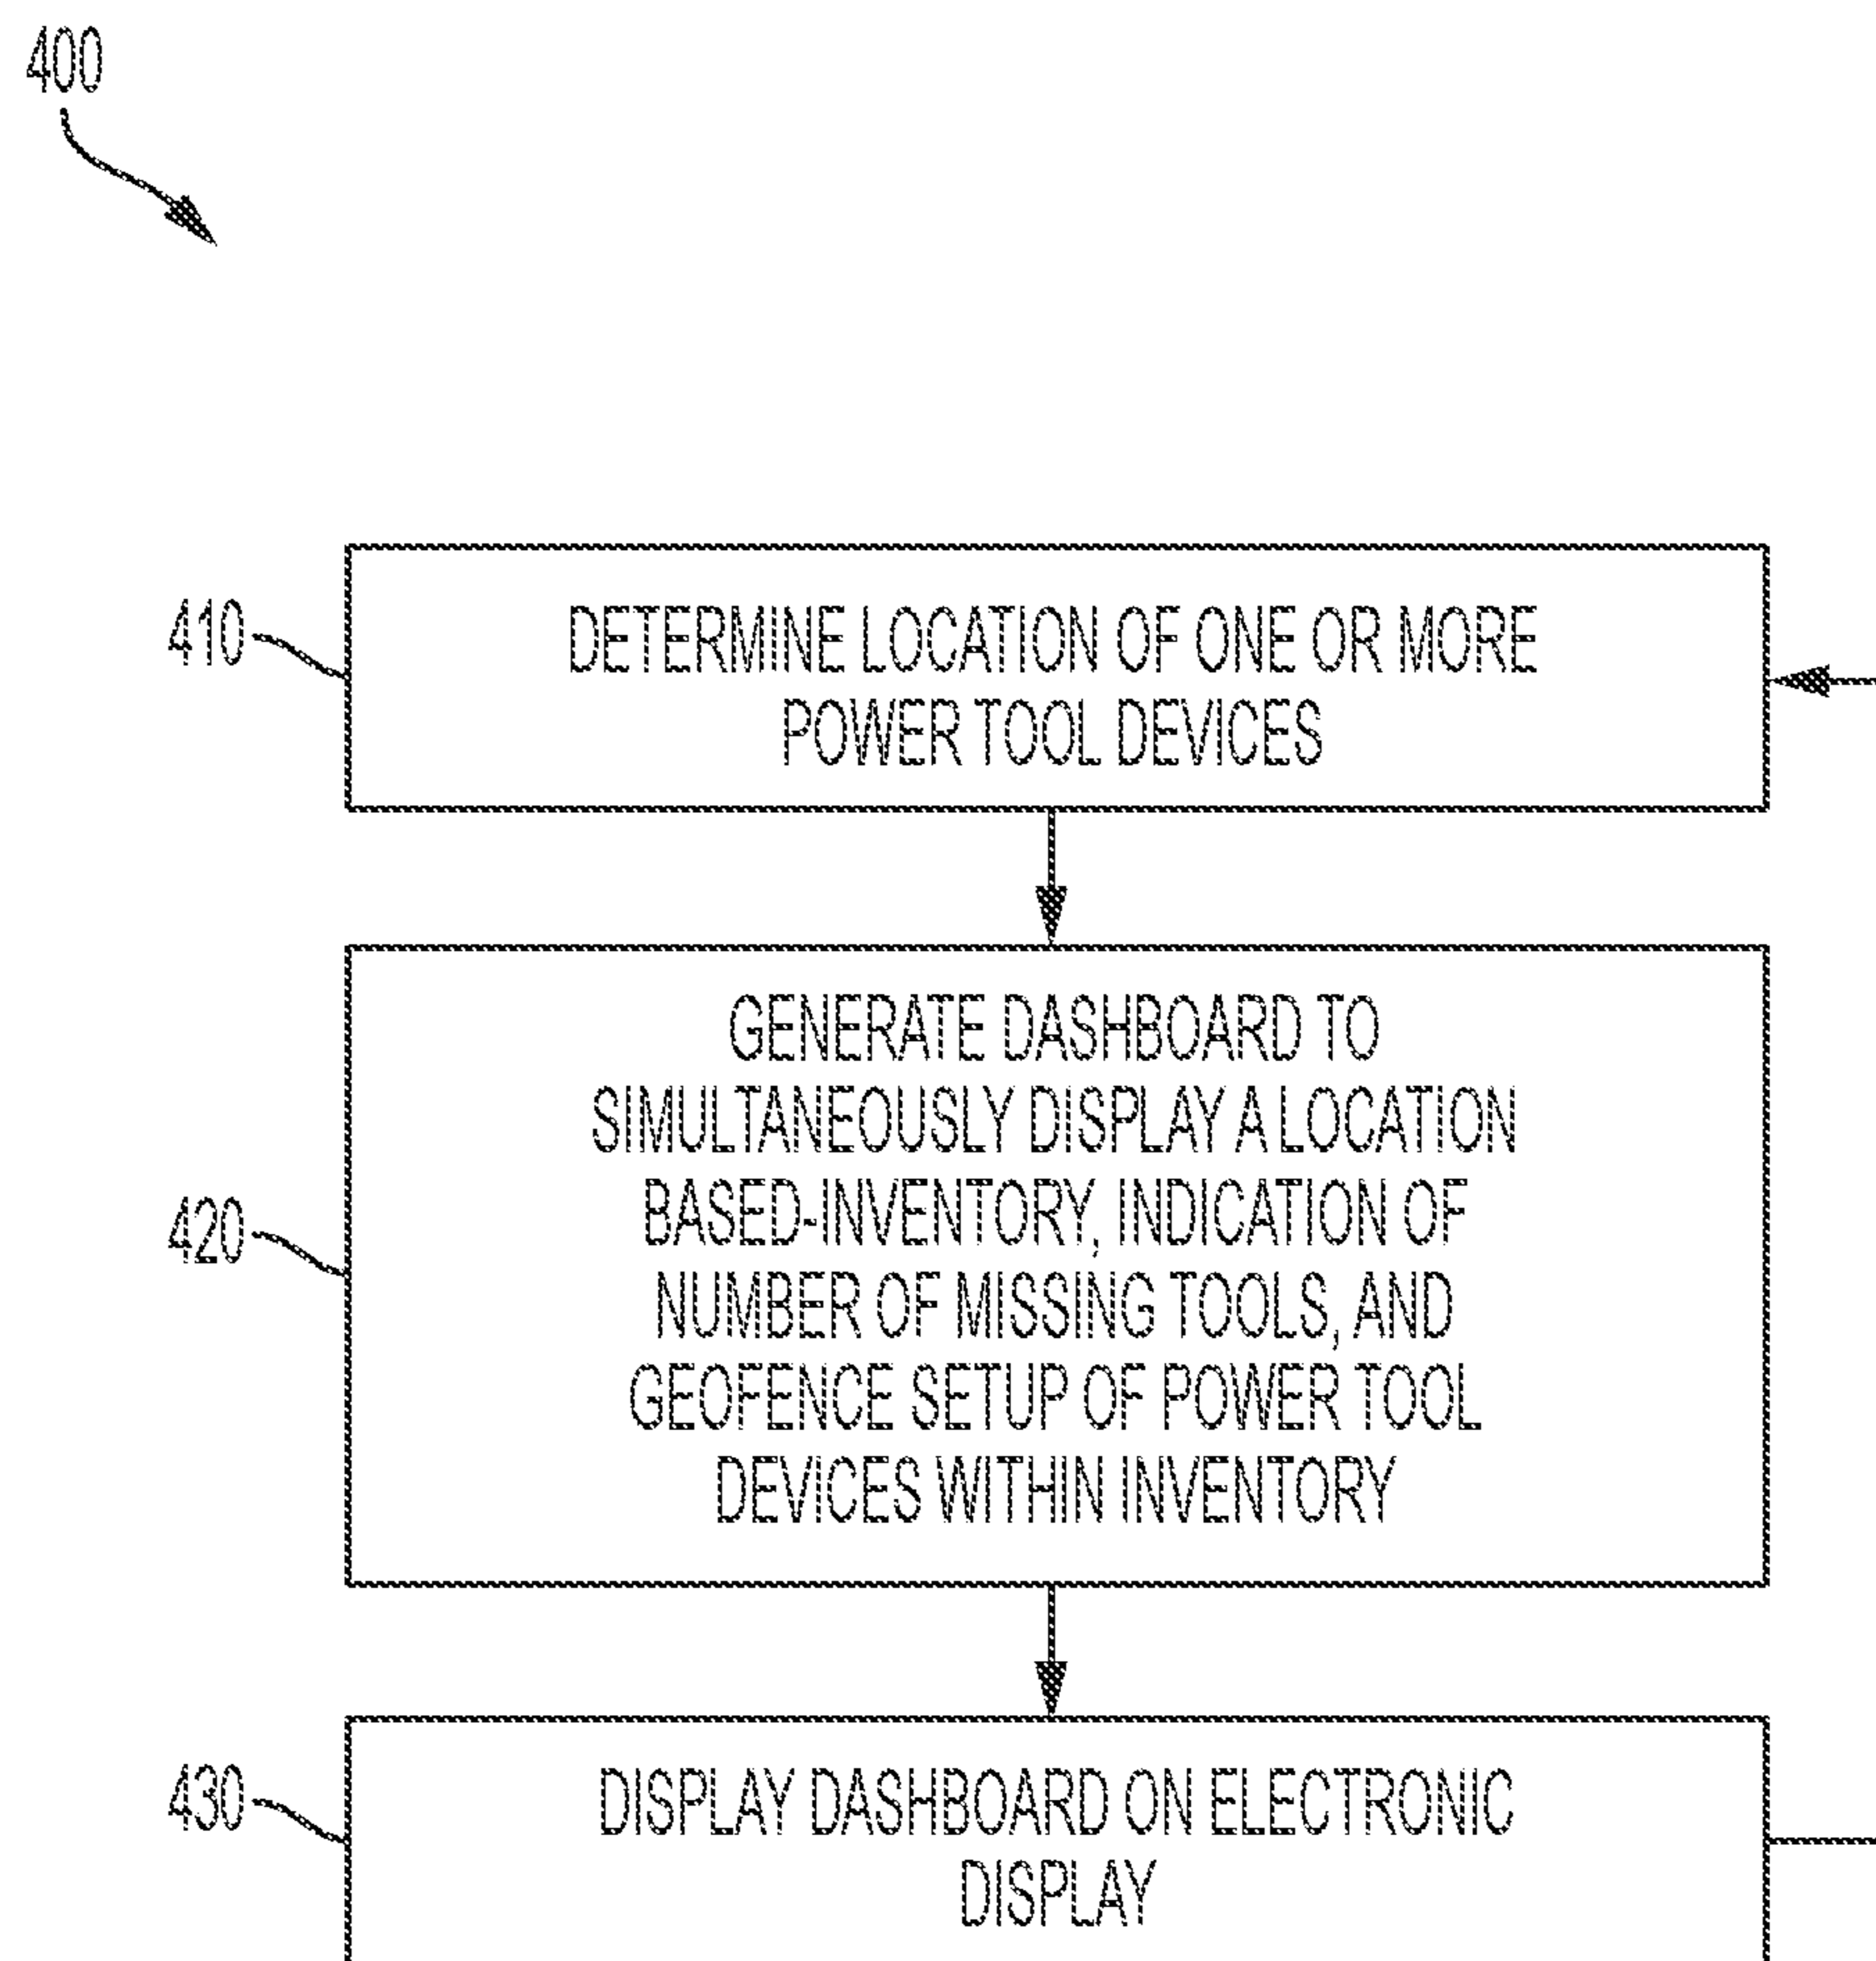 400
410
DETERMINE LOCATION OF ONE OR MORE
POWER TOOL DEVICES
GENERATE DASHBOARD TO
SIMULTANEOUSLY DISPLAY A LOCATION
BASED-INVENTORY, INDICATION OF
NUMBER OF MISSING TOOLS, AND
GEOFENCE SETUP OF POWER TOOL
DEVICES WITHIN INVENTORY
420
430
DISPLAY DASHBOARD ON ELECTRONIC
DISPLAY